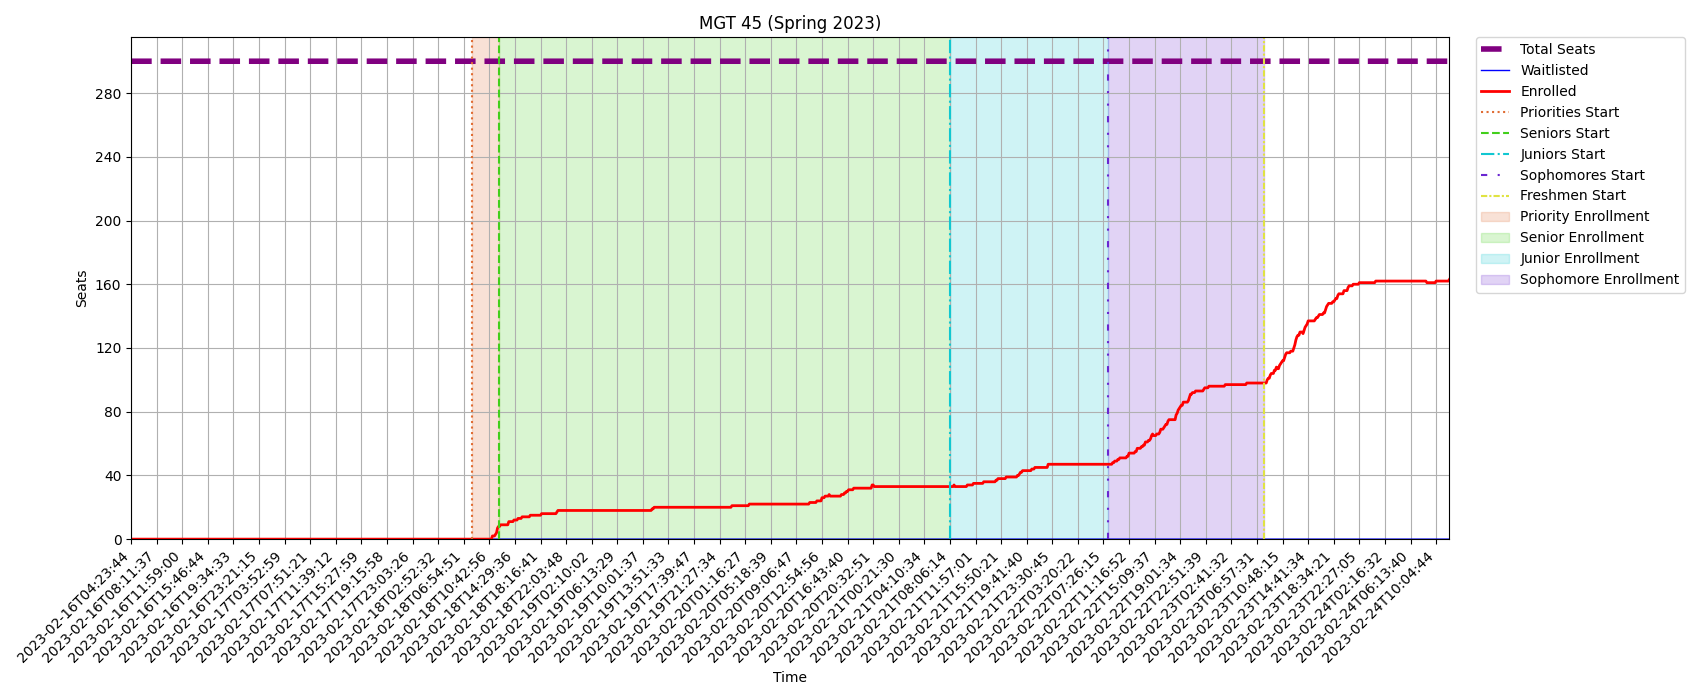 MGT 45 (Spring 2023)
Seats
280
240
200
160
120
80
40
0
2023-02-16T04:23:44
2023-02-16T08:11:37
2023-02-16T11:59:00
2023-02-16T15:46:44
2023-02-16T19:34:33
2023-02-16T23:21:15
2023-02-17T03:52:59
2023-02-17T07:51:21
2023-02-17T11:39:12
2023-02-17T15:27:59
2023-02-17T19:15:58
2023-02-17T23:03:26
2023-02-18T02:52:32
2023-02-18T06:54:51
2023-02-18T10:42:56
2023-02-18T14:29:36
2023-02-18T18:16:41
2023-02-18T22:03:48
2023-02-19T02:10:02
2023-02-19T06:13:29
2023-02-19T10:01:37
2023-02-19T13:51:33
2023-02-19T17:39:47
2023-02-19T21:27:34
2023-02-20T01:16:27
2023-02-20T05:18:39
2023-02-20T09:06:47
2023-02-20T12:54:56
2023-02-20T16:43:40
2023-02-20T20:32:51
2023-02-21T00:21:30
2023-02-21T04:10:34
2023-02-21T08:06:14
2023-02-21T11:57:01
2023-02-21T15:50:21
2023-02-21T19:41:40
2023-02-21T23:30:45
2023-02-22T03:20:22
2023-02-22T07:26:15
2023-02-22T11:16:52
2023-02-22T15:09:37
2023-02-22T19:01:34
2023-02-22T22:51:39
2023-02-23T02:41:32
2023-02-23T06:57:31
2023-02-23T10:48:15
2023-02-23T14:41:34
2023-02-23T18:34:21
2023-02-23T22:27:05
2023-02-24T02:16:32
2023-02-24T06:13:40
2023-02-24T10:04:44
Time
Total Seats
Waitlisted
Enrolled
Priorities Start
Seniors Start
Juniors Start
Sophomores Start
Freshmen Start
Priority Enrollment
Senior Enrollment
Junior Enrollment
Sophomore Enrollment